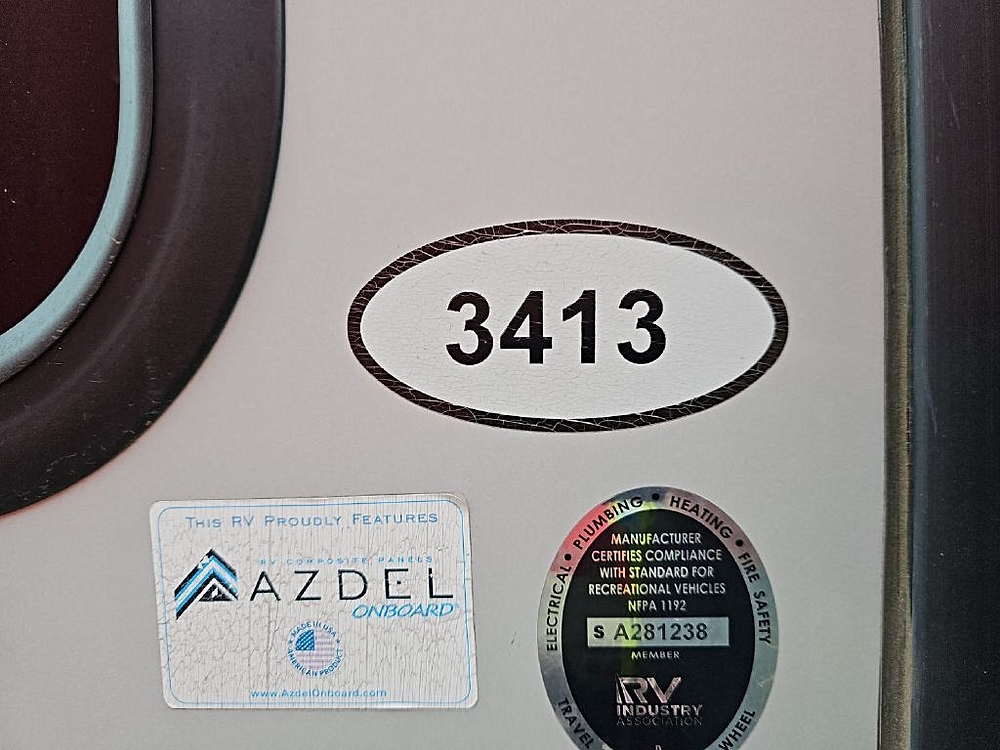 3413
THIS RV PROUDLY FEATURES
RV COMPOSITE PANELS
AZDEL
ONBOARD
MADE IN USA
AMERICAN PRODUCT
www.AzdelOnboard.com
ELECTRICAL • PLUMBING • HEATING • FIRE SAFETY
MANUFACTURER
CERTIFIES COMPLIANCE
WITH STANDARD FOR
RECREATIONAL VEHICLES
NFPA 1192
S A281238
MEMBER
RV
INDUSTRY
ASSOCIATION
TRAVEL
WHEEL